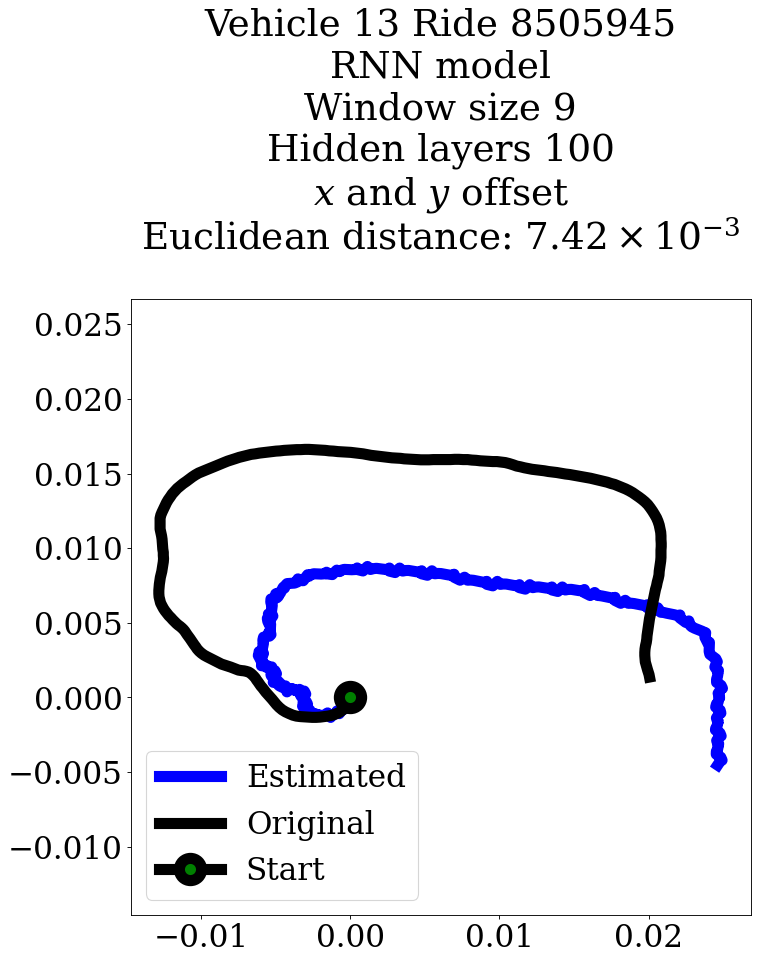 Vehicle 13 Ride 8505945
RNN model
Window size 9
Hidden layers 100
x and y offset
Euclidean distance: 7.42 × 10⁻³
0.025
0.020
0.015
0.010
0.005
0.000
−0.005
−0.010
Estimated
Original
Start
−0.01 0.00 0.01 0.02